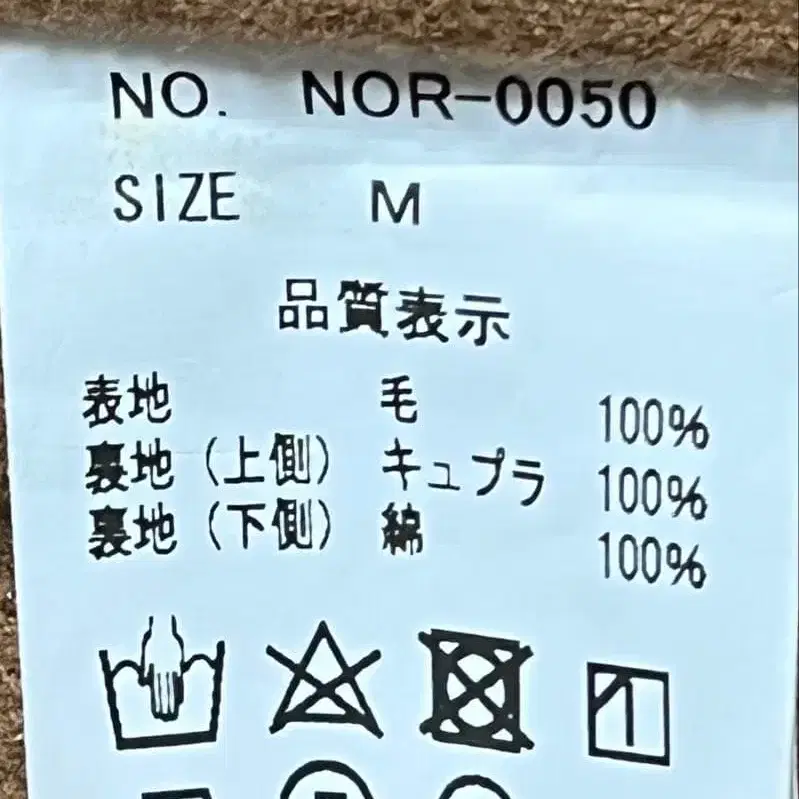 NO. NOR-0050
SIZE M
品質表示
表地 毛 100%
裏地（上側） キュプラ 100%
裏地（下側） 綿 100%